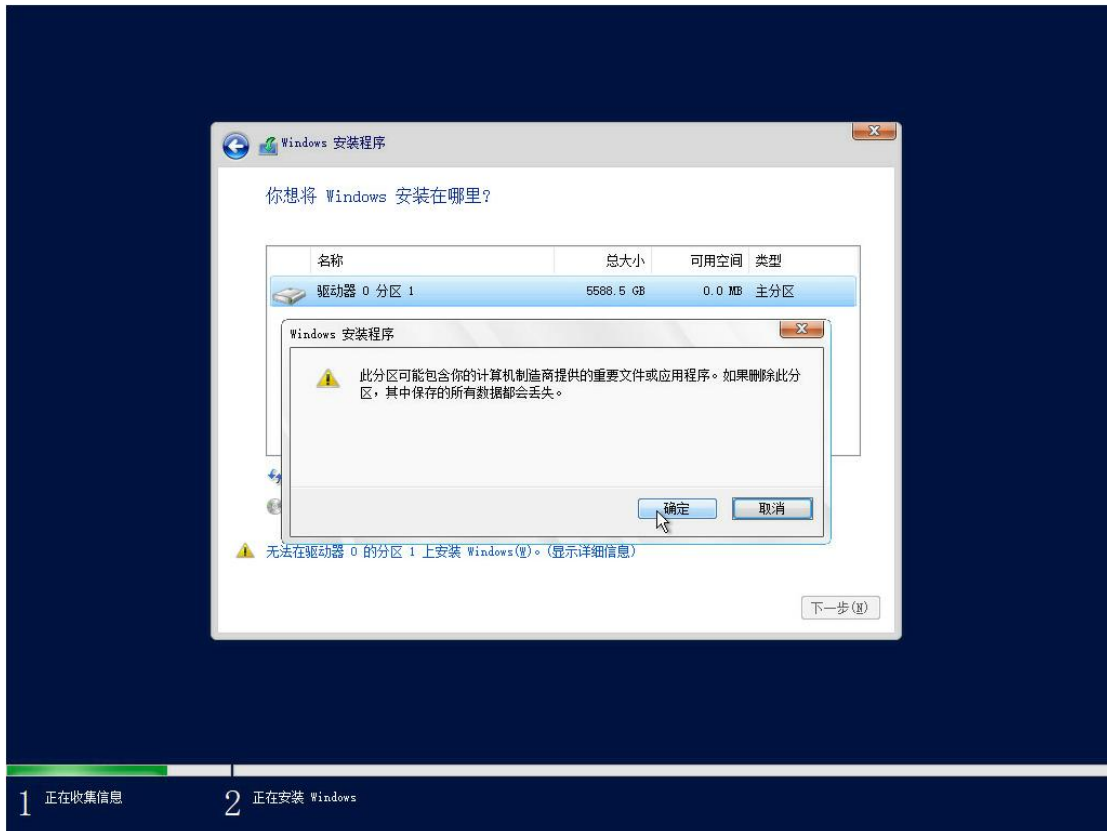 Windows 安装程序
你想将 Windows 安装在哪里?
名称 总大小 可用空间 类型
驱动器 0 分区 1 5588.5 GB 0.0 MB 主分区
Windows 安装程序
此分区可能包含你的计算机制造商提供的重要文件或应用程序。如果删除此分
区，其中保存的所有数据都会丢失。
确定 取消
无法在驱动器 0 的分区 1 上安装 Windows(W)。(显示详细信息)
下一步(N)
1 正在收集信息 2 正在安装 Windows